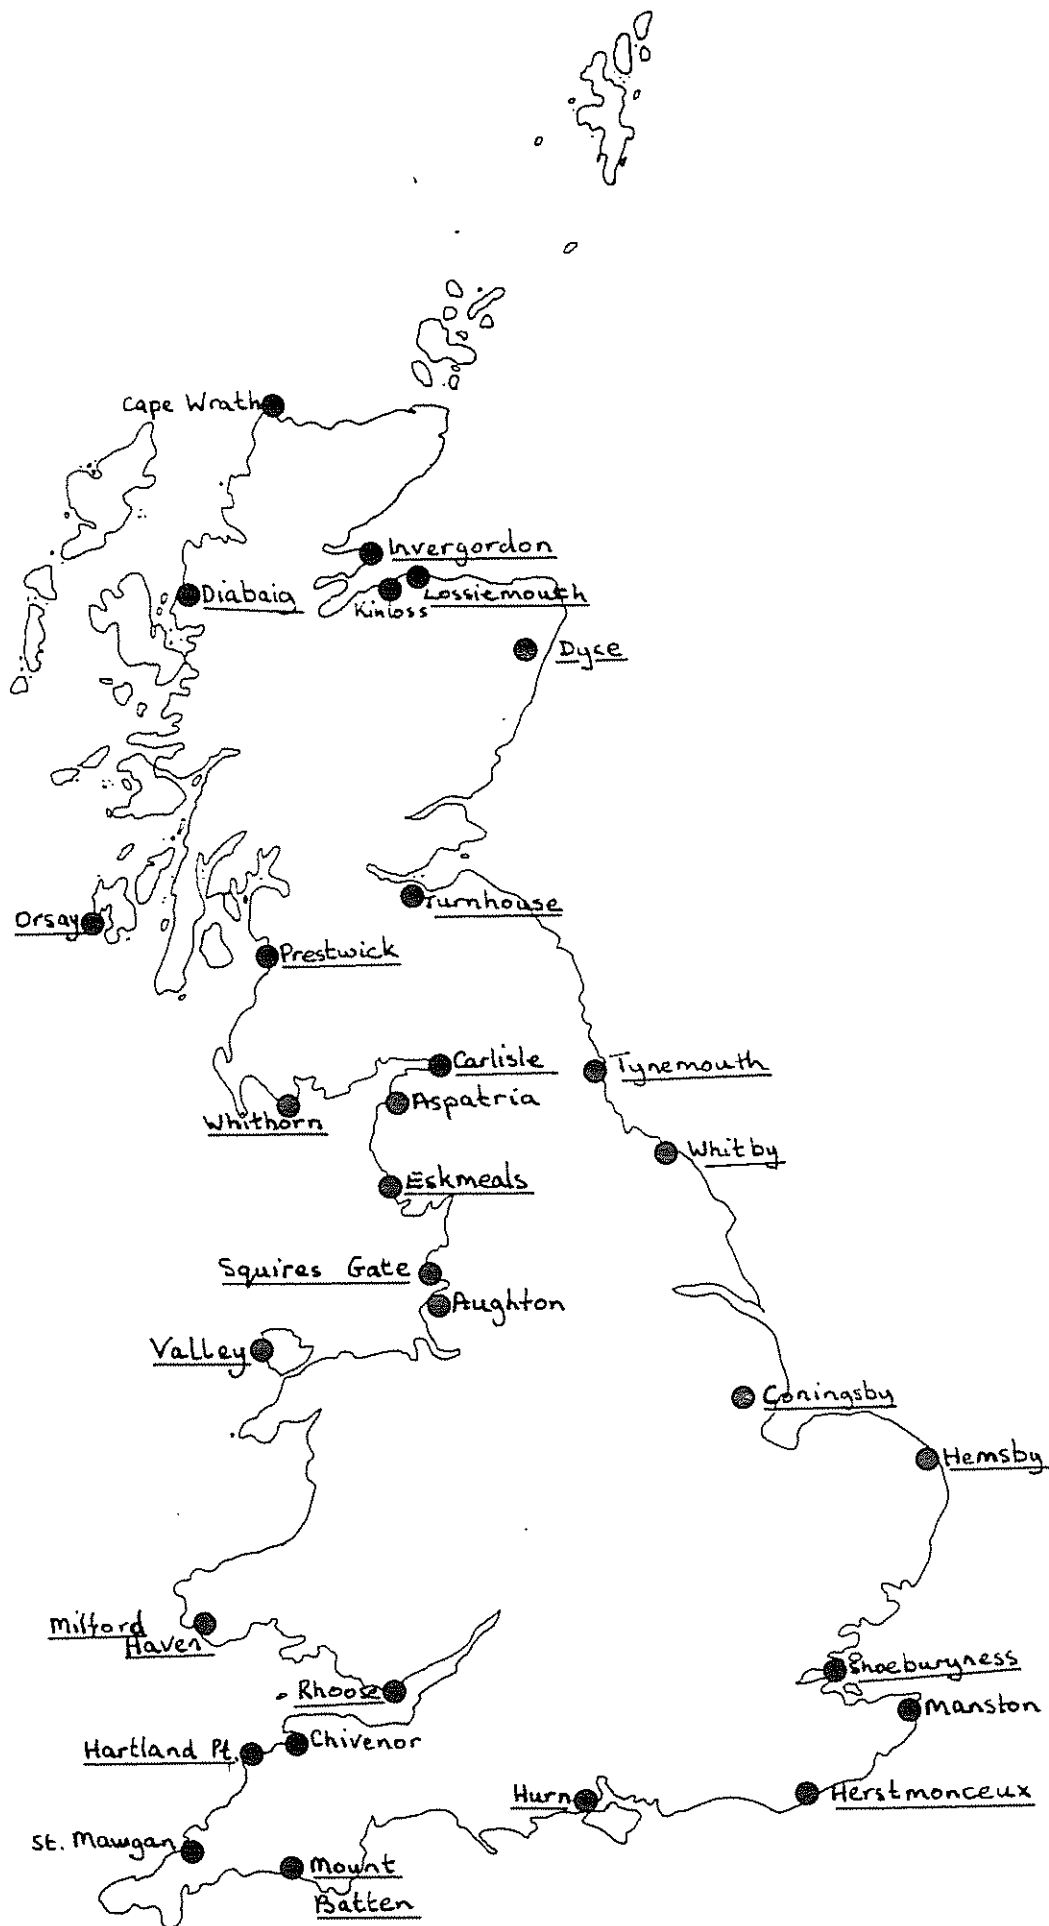 Cape Wrath
Invergordon
Diabaig
Lossiemouth
Kinloss
Dyce
Turnhouse
Orsay
Prestwick
Carlisle
Tynemouth
Aspatria
Whithorn
Whitby
Eskmeals
Squires Gate
Aughton
Valley
Coningsby
Hemsby
Milford
Haven
Shoeburyness
Rhoose
Manston
Chivenor
Hartland Pt.
Hurn
Herstmonceux
St. Mawgan
Mount
Batten